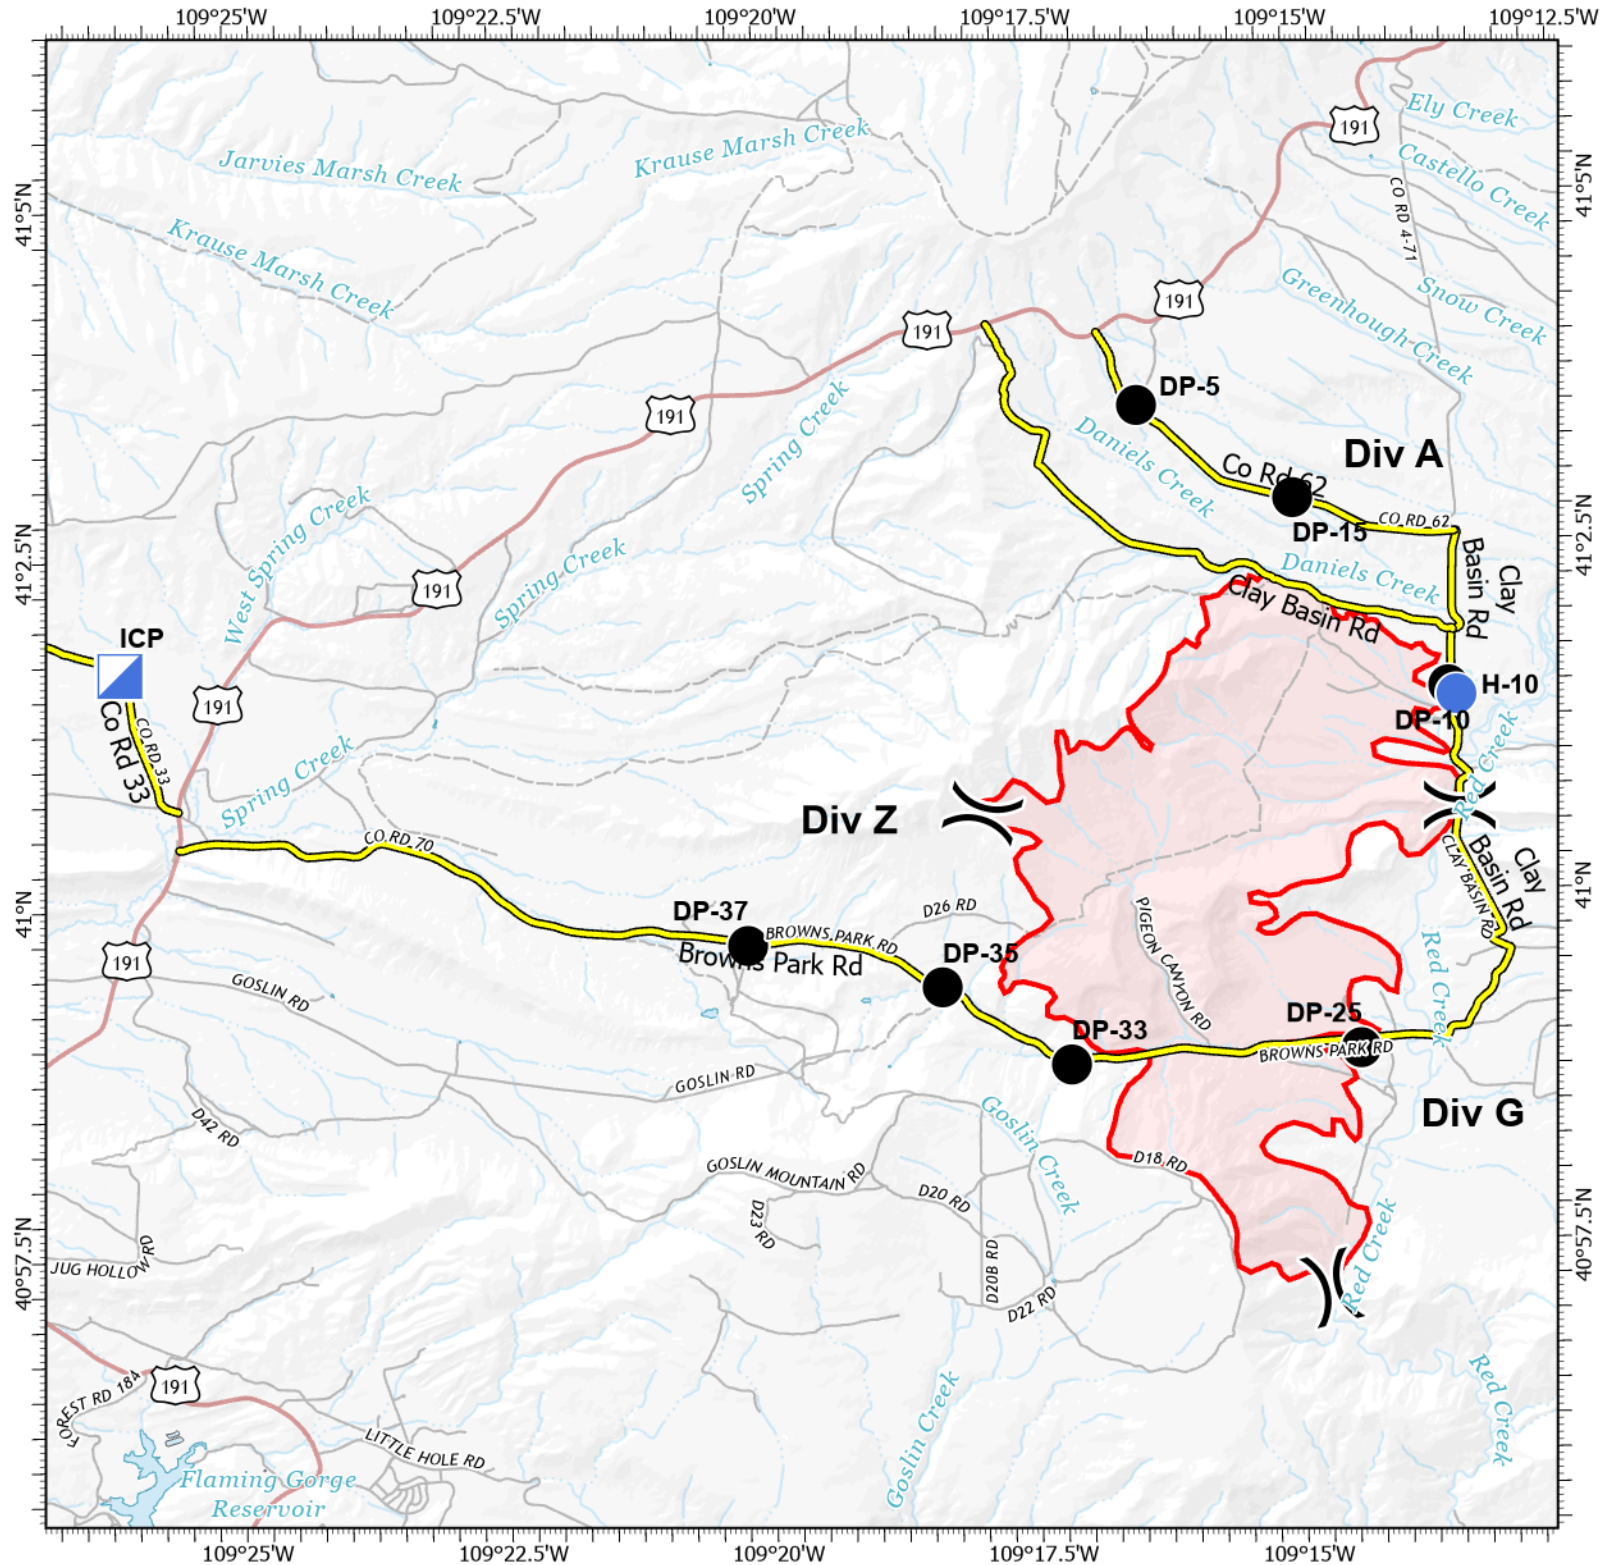 109°25'W 109°22.5'W 109°20'W 109°17.5'W 109°15'W 109°12.5'W
191
Ely Creek
Krause Marsh Creek
Jarvies Marsh Creek
Castello Creek
41°5'N
41°5'N
CO RD 4-71
Krause Marsh Creek
Greenhough Creek
Snow Creek
191
191
DP-5
191
Spring Creek
Daniels Creek
Div A
Co Rd 62
CO RD 62
DP-15
West Spring Creek
41°2.5'N
41°2.5'N
Spring Creek
191
Daniels Creek
Clay
Basin Rd
Clay Basin Rd
ICP
H-10
DP-10
191
Co Rd 33
CO RD 33
Spring Creek
Red Creek
Div Z
CO RD 70
Clay
Basin Rd
CLAY BASIN RD
41°N
41°N
D26 RD
DP-37
BROWNS PARK RD
Browns Park Rd
DP-35
PIGEON CANYON RD
Red Creek
191
GOSLIN RD
DP-25
DP-33
BROWNS PARK RD
GOSLIN RD
Goslin Creek
Div G
D42 RD
GOSLIN MOUNTAIN RD
D18 RD
D20 RD
D23 RD
40°57.5'N
40°57.5'N
JUG HOLLOW RD
D20B RD
D22 RD
Red Creek
191
FOREST RD 184
Goslin Creek
Red Creek
LITTLE HOLE RD
Flaming Gorge
Reservoir
109°25'W 109°22.5'W 109°20'W 109°17.5'W 109°15'W